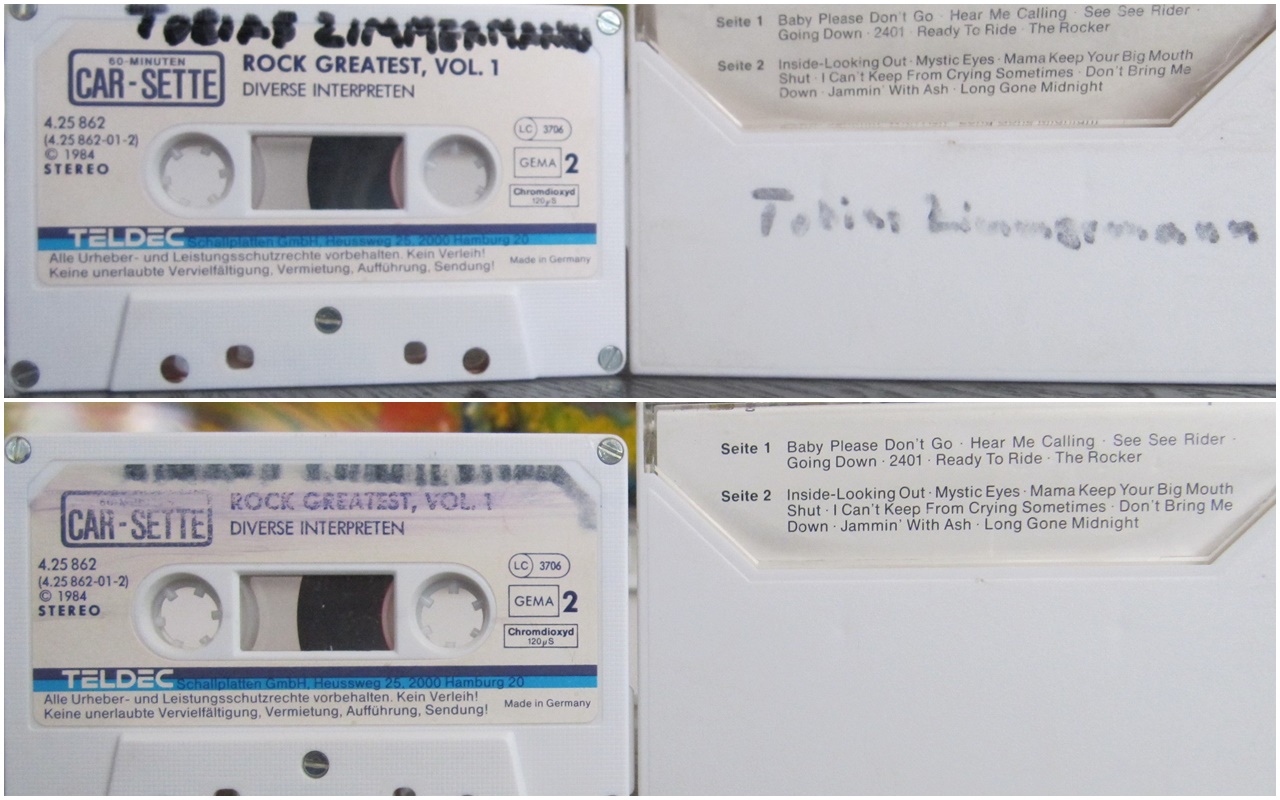 TOBIAS ZIMMERMANN
60-MINUTEN
CAR-SETTE
ROCK GREATEST, VOL. 1
DIVERSE INTERPRETEN
4.25 862
(4.25 862-01-2)
© 1984
STEREO
LC 3706
GEMA 2
Chromdioxyd
120µS
TELDEC Schallplatten GmbH, Heussweg 25, 2000 Hamburg 20
Alle Urheber- und Leistungsschutzrechte vorbehalten. Kein Verleih!
Keine unerlaubte Vervielfältigung, Vermietung, Aufführung, Sendung!
Made in Germany
Seite 1 Baby Please Don't Go · Hear Me Calling · See See Rider ·
Going Down · 2401 · Ready To Ride · The Rocker
Seite 2 Inside-Looking Out · Mystic Eyes · Mama Keep Your Big Mouth
Shut · I Can't Keep From Crying Sometimes · Don't Bring Me
Down · Jammin' With Ash · Long Gone Midnight
Tobias Zimmermann
CAR-SETTE
ROCK GREATEST, VOL. 1
DIVERSE INTERPRETEN
4.25 862
(4.25 862-01-2)
© 1984
STEREO
LC 3706
GEMA 2
Chromdioxyd
120µS
TELDEC Schallplatten GmbH, Heussweg 25, 2000 Hamburg 20
Alle Urheber- und Leistungsschutzrechte vorbehalten. Kein Verleih!
Keine unerlaubte Vervielfältigung, Vermietung, Aufführung, Sendung!
Made in Germany
Seite 1 Baby Please Don't Go · Hear Me Calling · See See Rider ·
Going Down · 2401 · Ready To Ride · The Rocker
Seite 2 Inside-Looking Out · Mystic Eyes · Mama Keep Your Big Mouth
Shut · I Can't Keep From Crying Sometimes · Don't Bring Me
Down · Jammin' With Ash · Long Gone Midnight